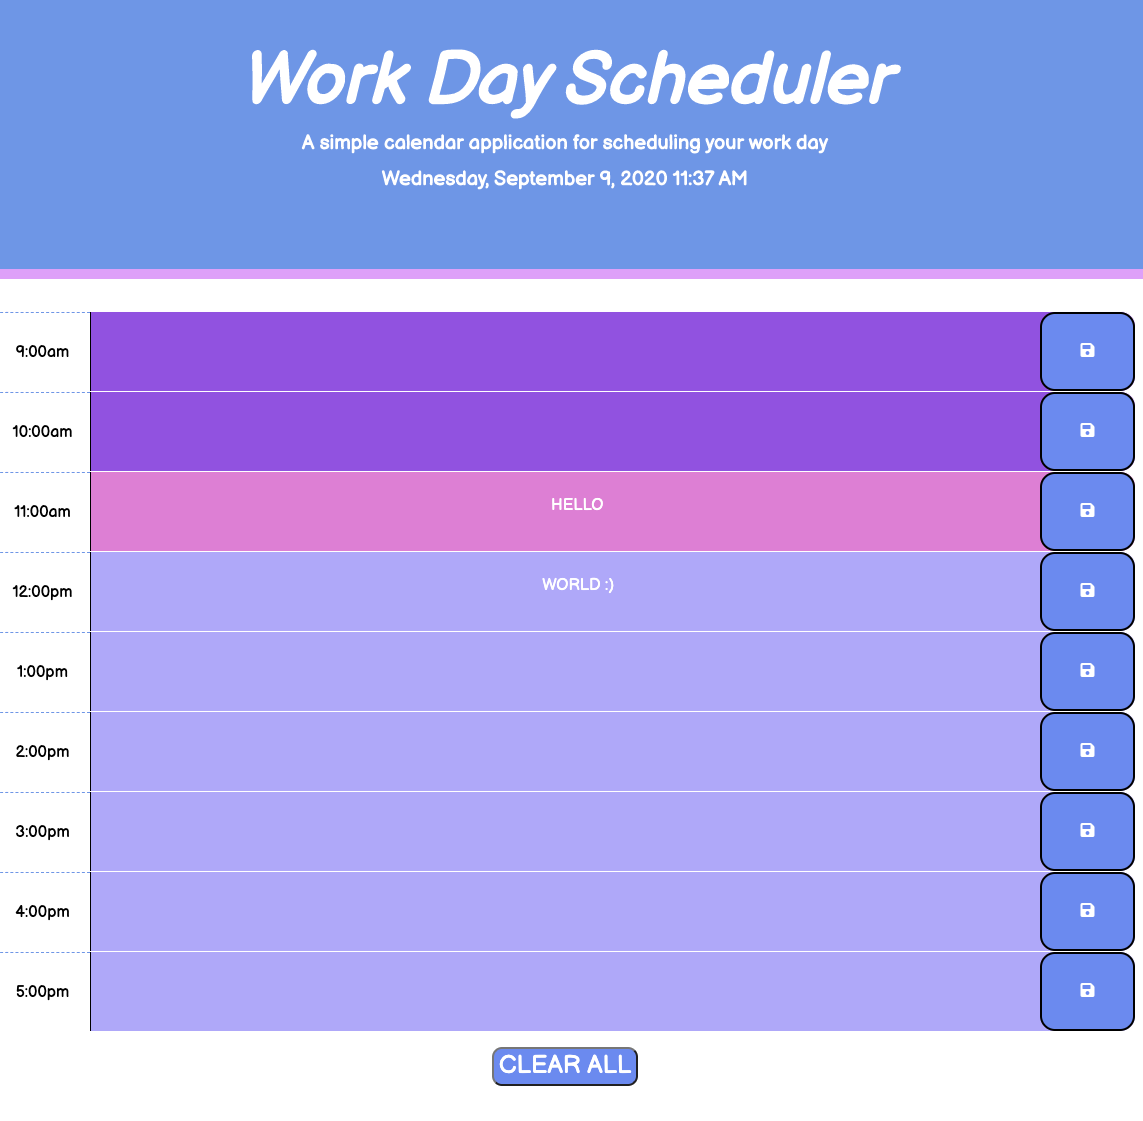 Work Day Scheduler
A simple calendar application for scheduling your work day
Wednesday, September 9, 2020 11:37 AM
9:00am
10:00am
11:00am HELLO
12:00pm WORLD :)
1:00pm
2:00pm
3:00pm
4:00pm
5:00pm
CLEAR ALL